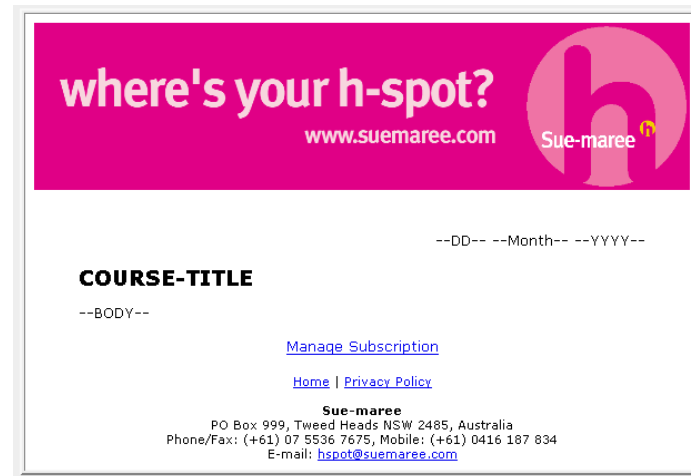 where's your h-spot?
www.suemaree.com
h
Sue-maree h
--DD-- --Month-- --YYYY--
COURSE-TITLE
--BODY--
Manage Subscription
Home | Privacy Policy
Sue-maree
PO Box 999, Tweed Heads NSW 2485, Australia
Phone/Fax: (+61) 07 5536 7675, Mobile: (+61) 0416 187 834
E-mail: hspot@suemaree.com